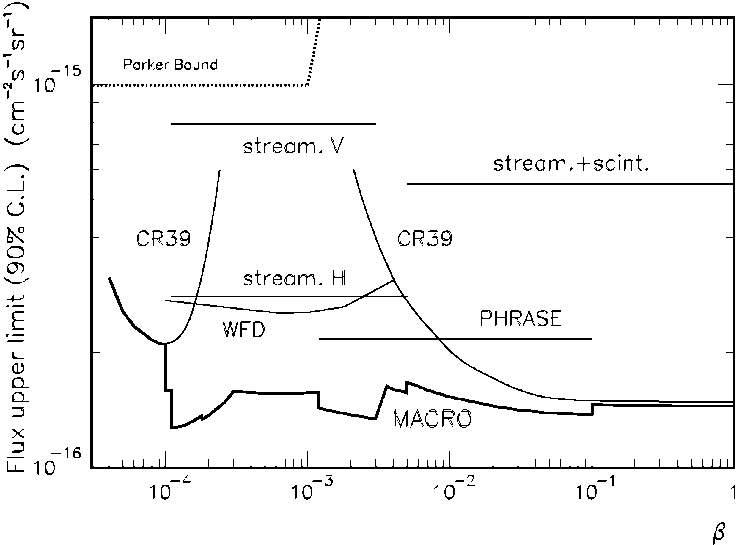 Flux upper limit (90% C.L.) (cm⁻²s⁻¹sr⁻¹)
10⁻¹⁵
10⁻¹⁶
Parker Bound
stream. V
stream.+scint.
CR39
CR39
stream. H
WFD
PHRASE
MACRO
10⁻⁴
10⁻³
10⁻²
10⁻¹
1
β